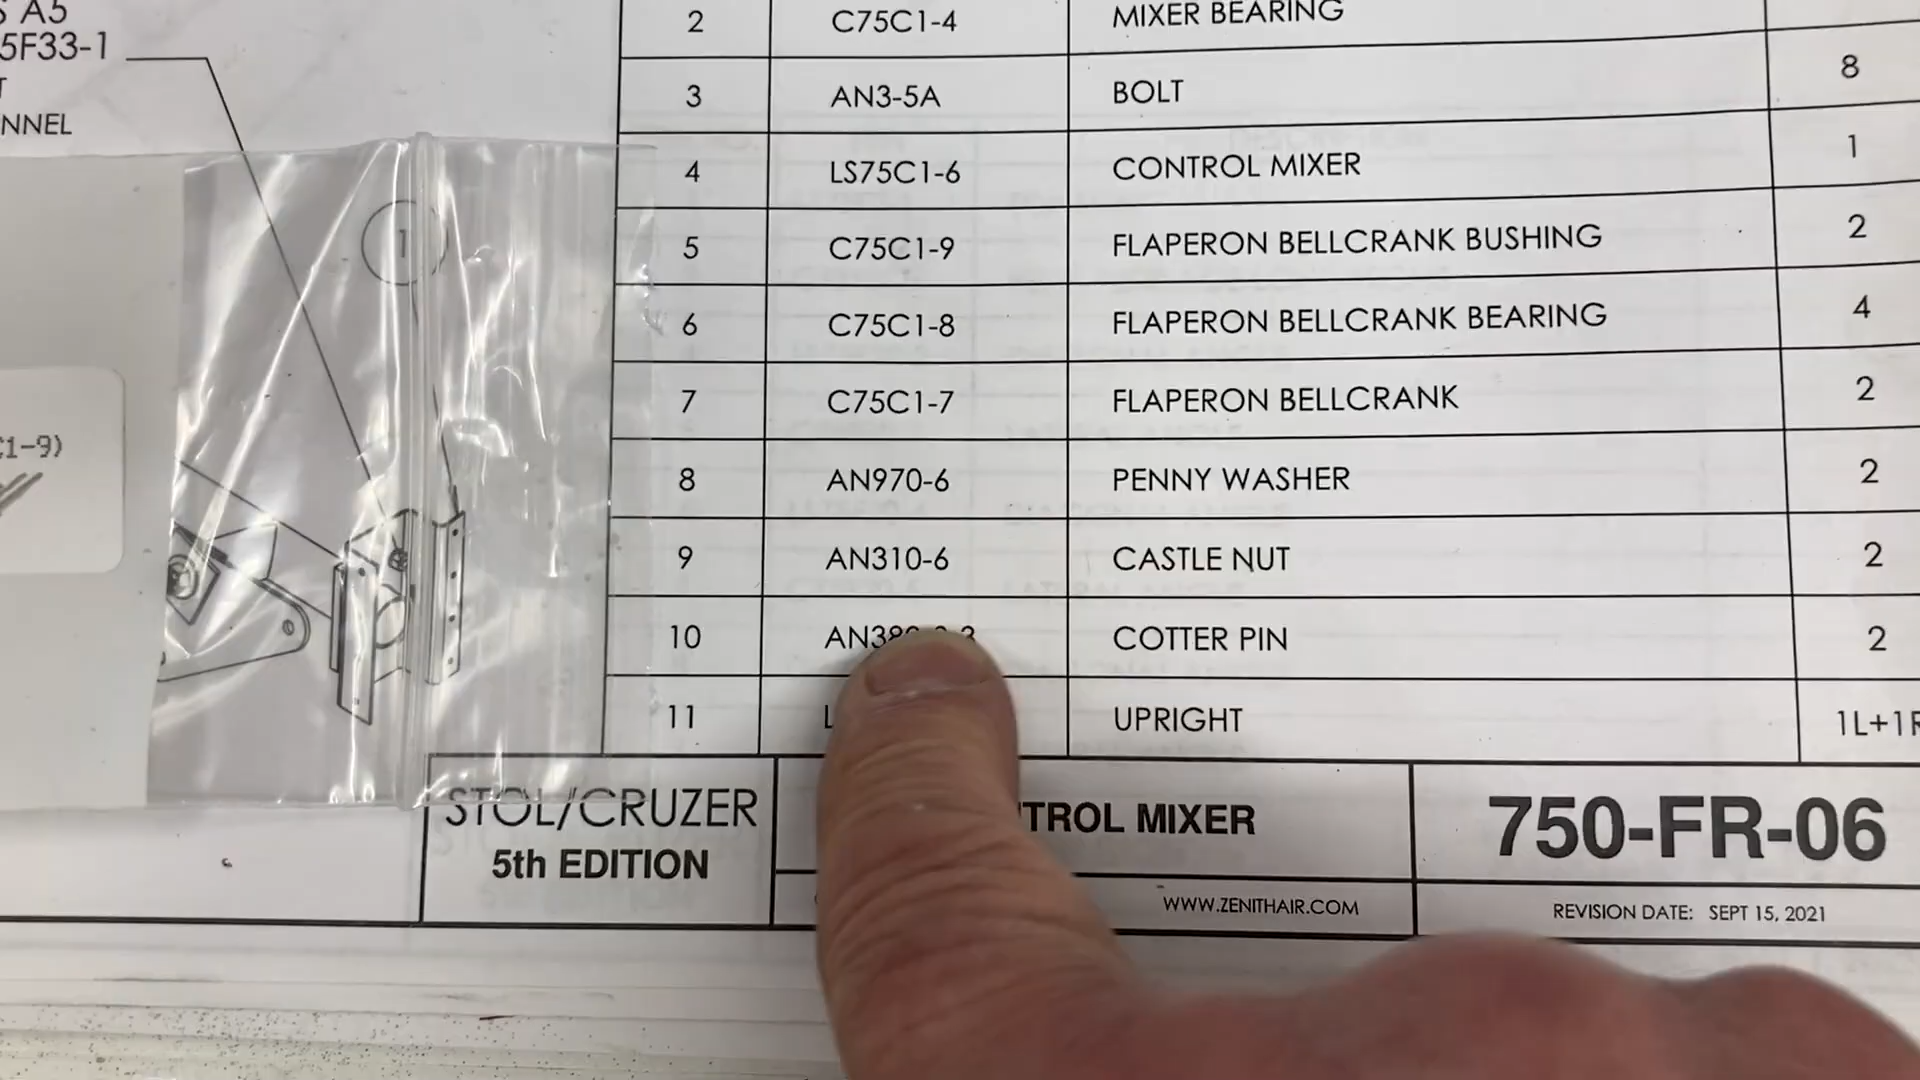 S A5
5F33-1
T
NNEL
1
C1-9)
2 C75C1-4 MIXER BEARING
3 AN3-5A BOLT 8
4 LS75C1-6 CONTROL MIXER 1
5 C75C1-9 FLAPERON BELLCRANK BUSHING 2
6 C75C1-8 FLAPERON BELLCRANK BEARING 4
7 C75C1-7 FLAPERON BELLCRANK 2
8 AN970-6 PENNY WASHER 2
9 AN310-6 CASTLE NUT 2
10 COTTER PIN 2
11 UPRIGHT 1L+1R
STOL/CRUZER
5th EDITION
TROL MIXER
WWW.ZENITHAIR.COM
750-FR-06
REVISION DATE: SEPT 15, 2021